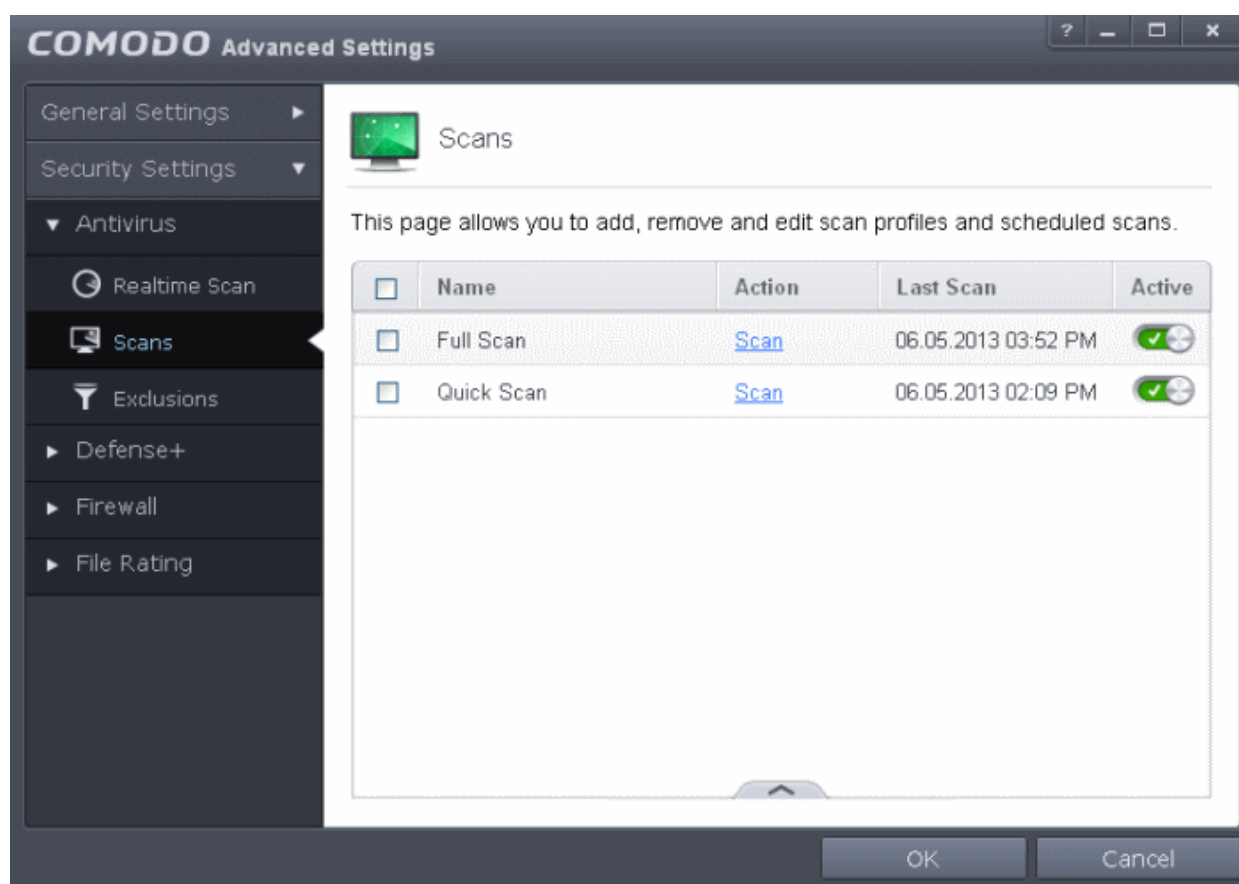 COMODO Advanced Settings
?
General Settings
Security Settings
Antivirus
Realtime Scan
Scans
Exclusions
Defense+
Firewall
File Rating
Scans
This page allows you to add, remove and edit scan profiles and scheduled scans.
Name Action Last Scan Active
Full Scan Scan 06.05.2013 03:52 PM
Quick Scan Scan 06.05.2013 02:09 PM
OK Cancel